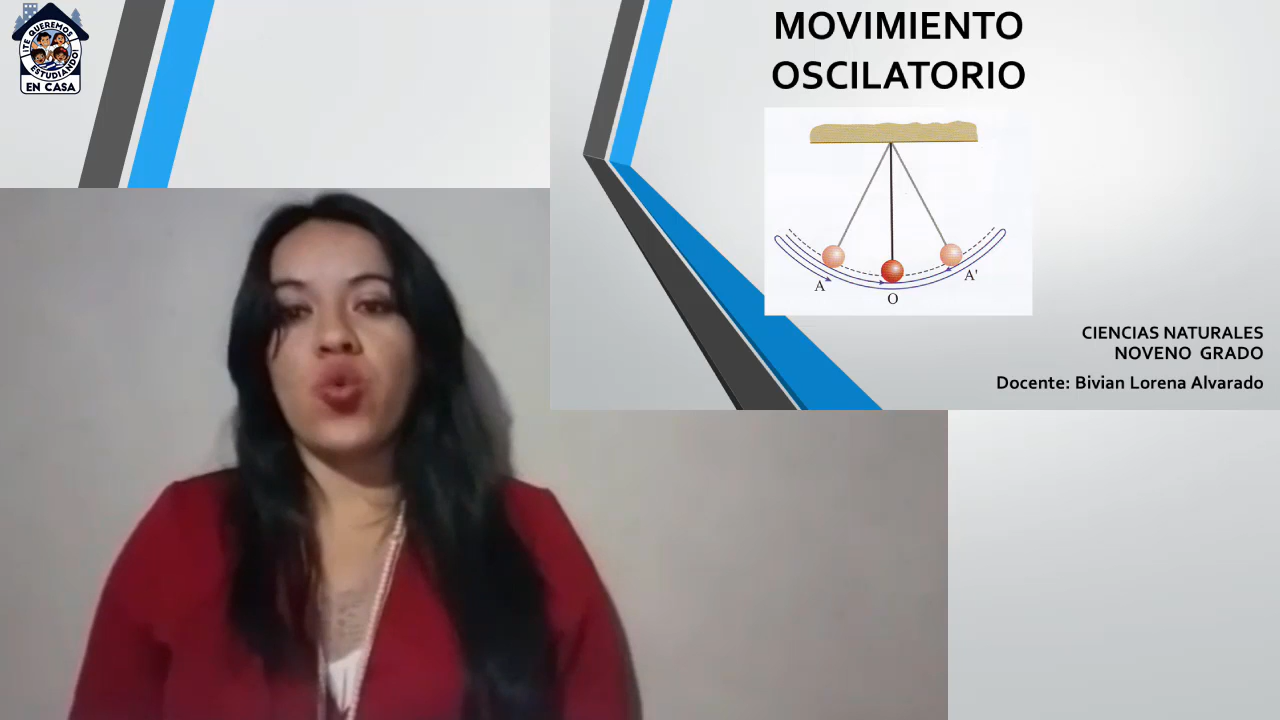 ¡TE QUEREMOS
ESTUDIANDO!
EN CASA
MOVIMIENTO
OSCILATORIO
A
O
A'
CIENCIAS NATURALES
NOVENO GRADO
Docente: Bivian Lorena Alvarado